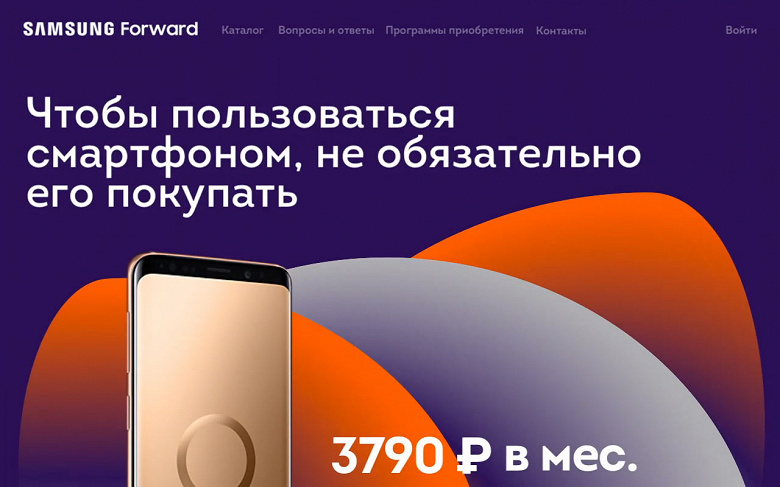 SAMSUNG Forward Каталог Вопросы и ответы Программы приобретения Контакты Войти
Чтобы пользоваться
смартфоном, не обязательно
его покупать
3790 ₽ в мес.